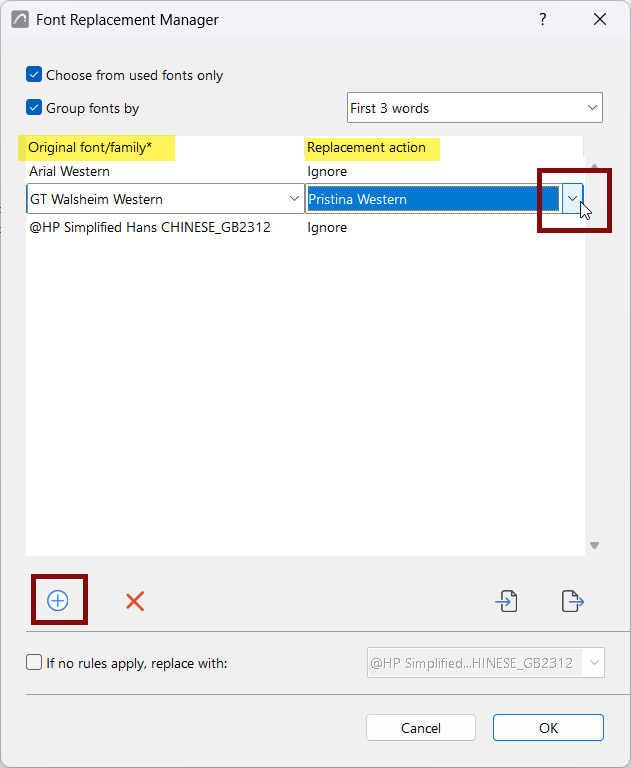 Font Replacement Manager ?
Choose from used fonts only
Group fonts by First 3 words
Original font/family* Replacement action
Arial Western Ignore
GT Walsheim Western Pristina Western
@HP Simplified Hans CHINESE_GB2312 Ignore
If no rules apply, replace with: @HP Simplified...HINESE_GB2312
Cancel OK